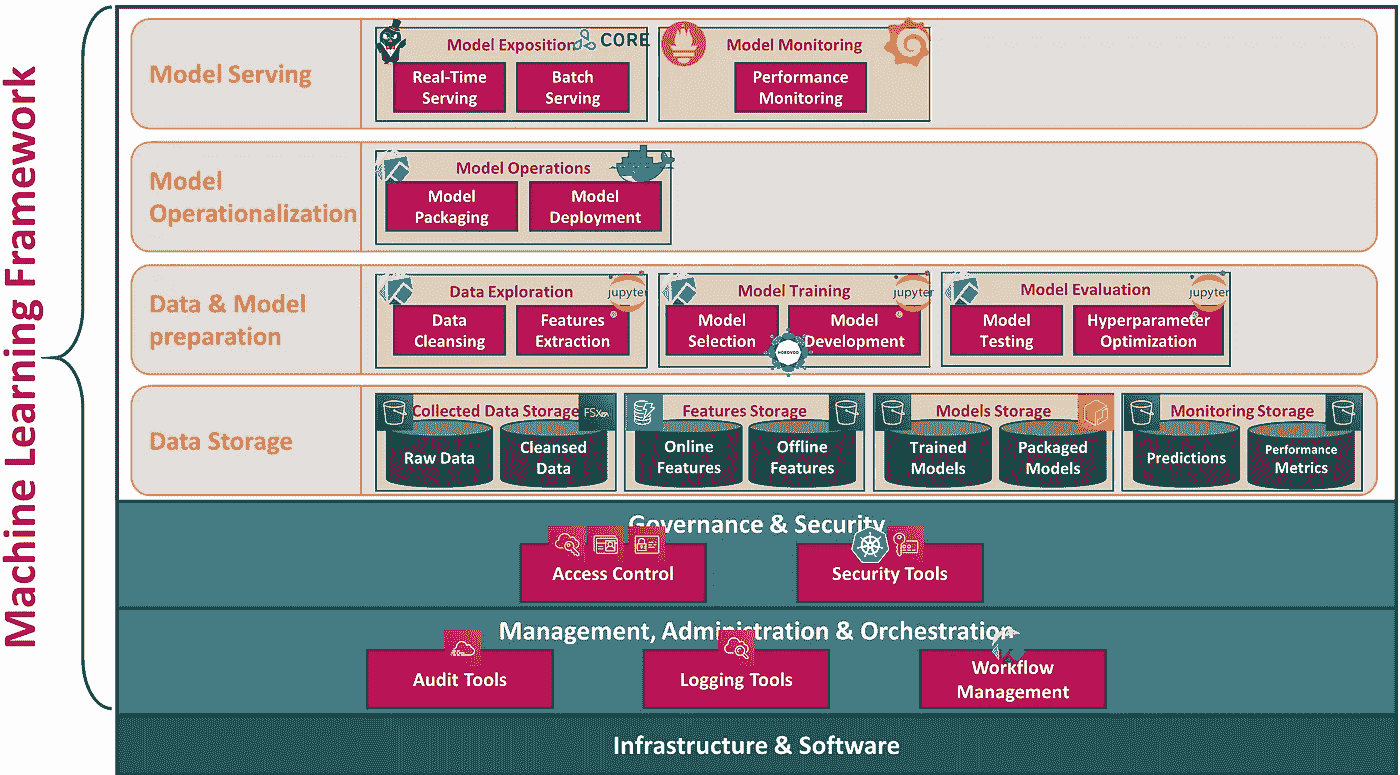 Machine Learning Framework
Model Serving
Model Exposition
CORE
Real-Time
Serving
Batch
Serving
Model Monitoring
Performance
Monitoring
Model
Operationalization
Model Operations
Model
Packaging
Model
Deployment
Data & Model
preparation
Data Exploration
jupyter
Data
Cleansing
Features
Extraction
Model Training
jupyter
Model
Selection
Model
Development
HOROVOD
Model Evaluation
jupyter
Model
Testing
Hyperparameter
Optimization
Data Storage
Collected Data Storage
FSx
Raw Data
Cleansed
Data
Features Storage
Online
Features
Offline
Features
Models Storage
Trained
Models
Packaged
Models
Monitoring Storage
Predictions
Performance
Metrics
Governance & Security
Access Control
Security Tools
Management, Administration & Orchestration
Audit Tools
Logging Tools
Workflow
Management
Infrastructure & Software